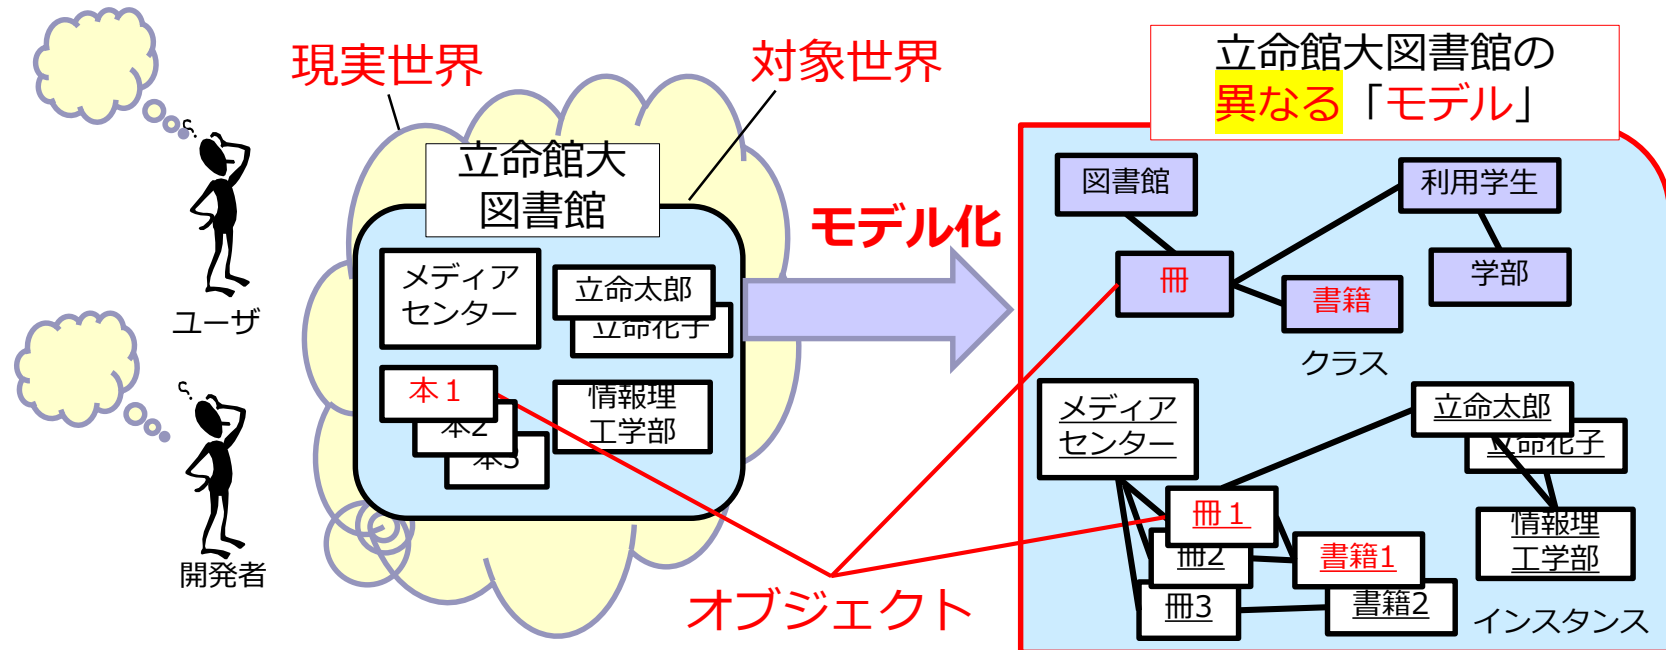 現実世界
対象世界
立命館大図書館の
異なる「モデル」
立命館大
図書館
メディア
センター
立命太郎
立命花子
本１
本2
本3
情報理
工学部
ユーザ
開発者
モデル化
オブジェクト
図書館
利用学生
冊
書籍
学部
クラス
メディア
センター
立命太郎
立命花子
冊１
冊2
冊3
書籍1
書籍2
情報理
工学部
インスタンス